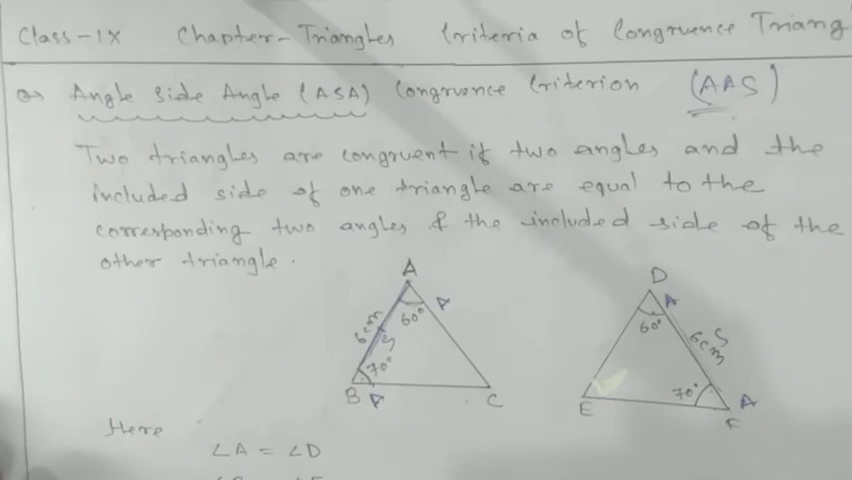 Class-IX Chapter-Triangles Criteria of Congruence Triang
Angle Side Angle (ASA) Congruence Criterion (AAS)
Two triangles are congruent if two angles and the
included side of one triangle are equal to the
corresponding two angles & the included side of the
other triangle.
A
60°
A
6cm
S
70°
B
A
C
D
A
60°
6cm
S
70°
A
E
F
Here
∠A = ∠D